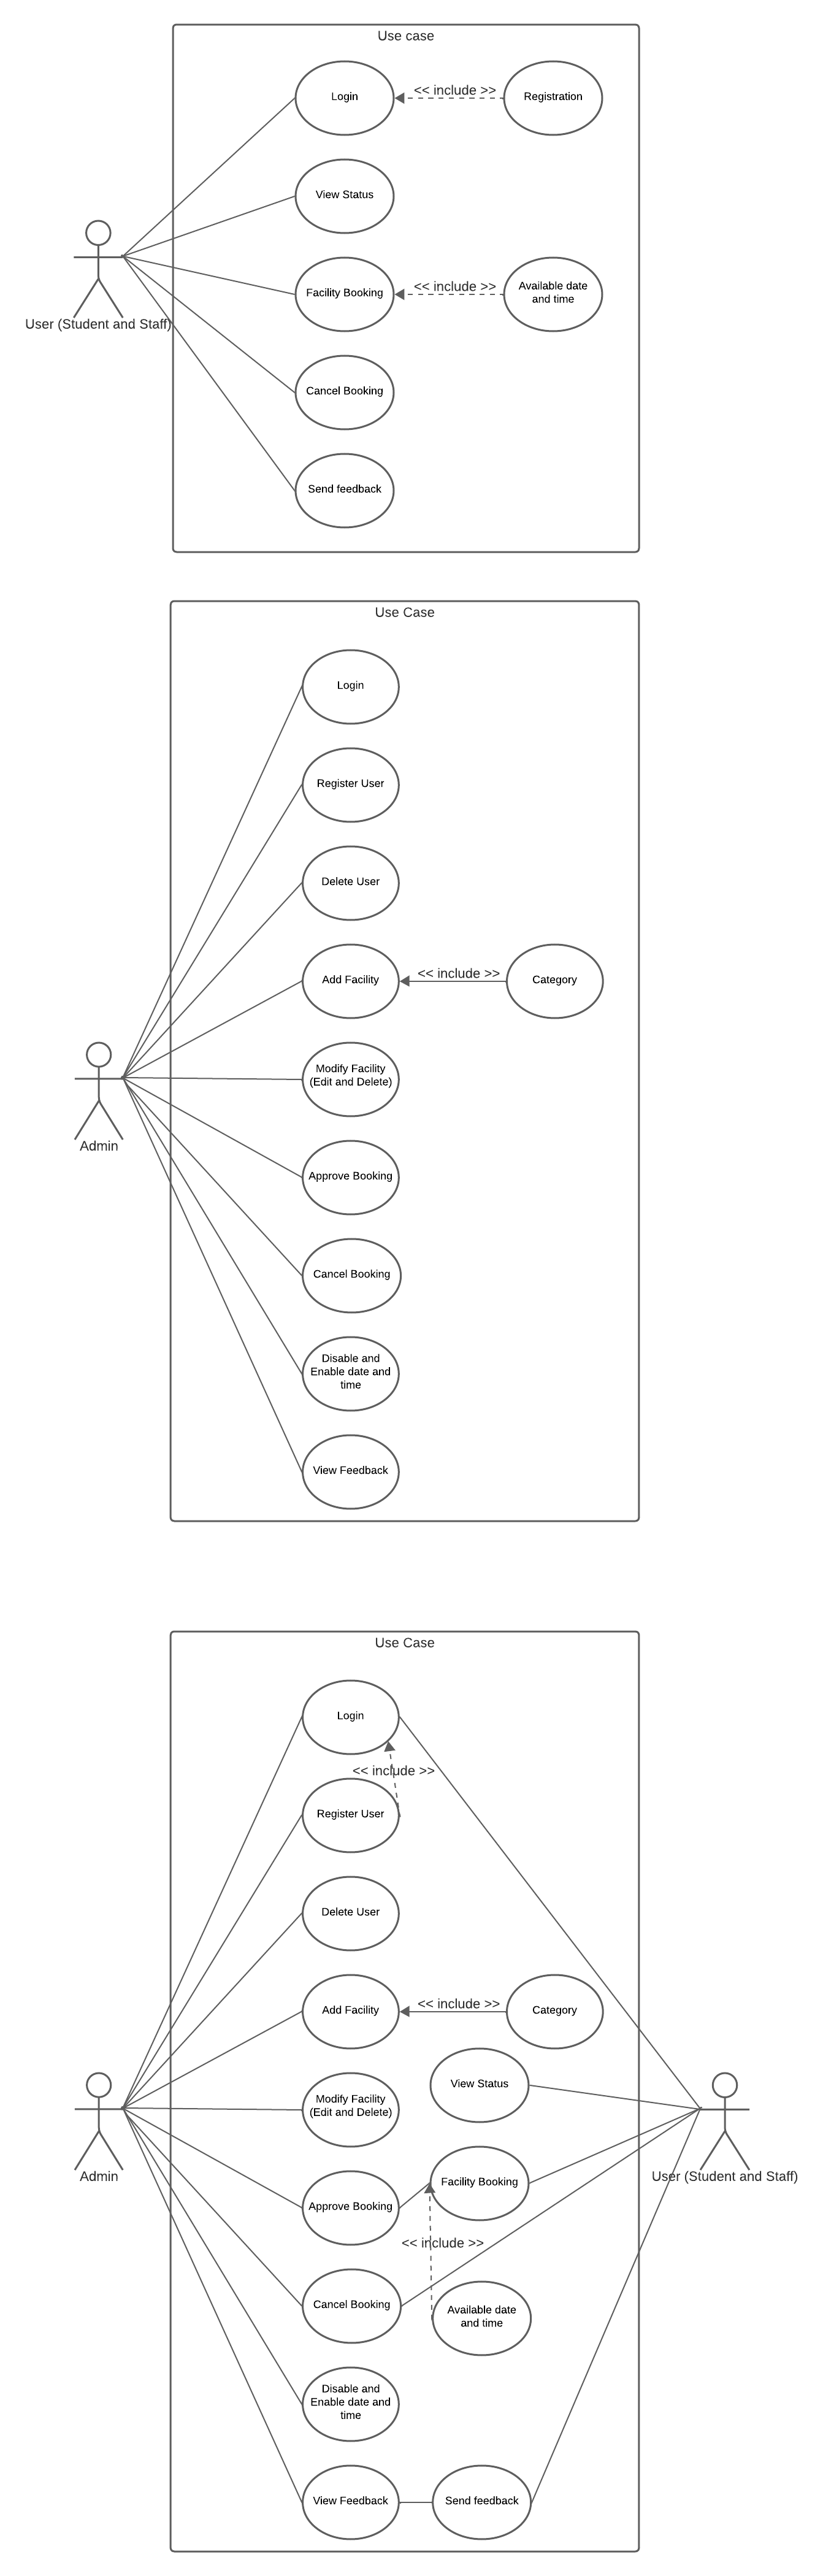 Use case
Login
<< include >>
Registration
View Status
User (Student and Staff)
Facility Booking
<< include >>
Available date
and time
Cancel Booking
Send feedback
Use Case
Login
Register User
Delete User
Add Facility
<< include >>
Category
Admin
Modify Facility
(Edit and Delete)
Approve Booking
Cancel Booking
Disable and
Enable date and
time
View Feedback
Use Case
Login
<< include >>
Register User
Delete User
Add Facility
<< include >>
Category
View Status
Modify Facility
(Edit and Delete)
Admin
User (Student and Staff)
Facility Booking
Approve Booking
<< include >>
Cancel Booking
Available date
and time
Disable and
Enable date and
time
View Feedback
Send feedback